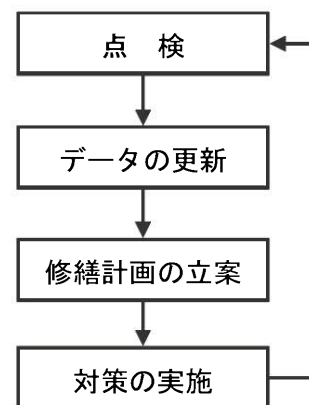 点　検
データの更新
修繕計画の立案
対策の実施